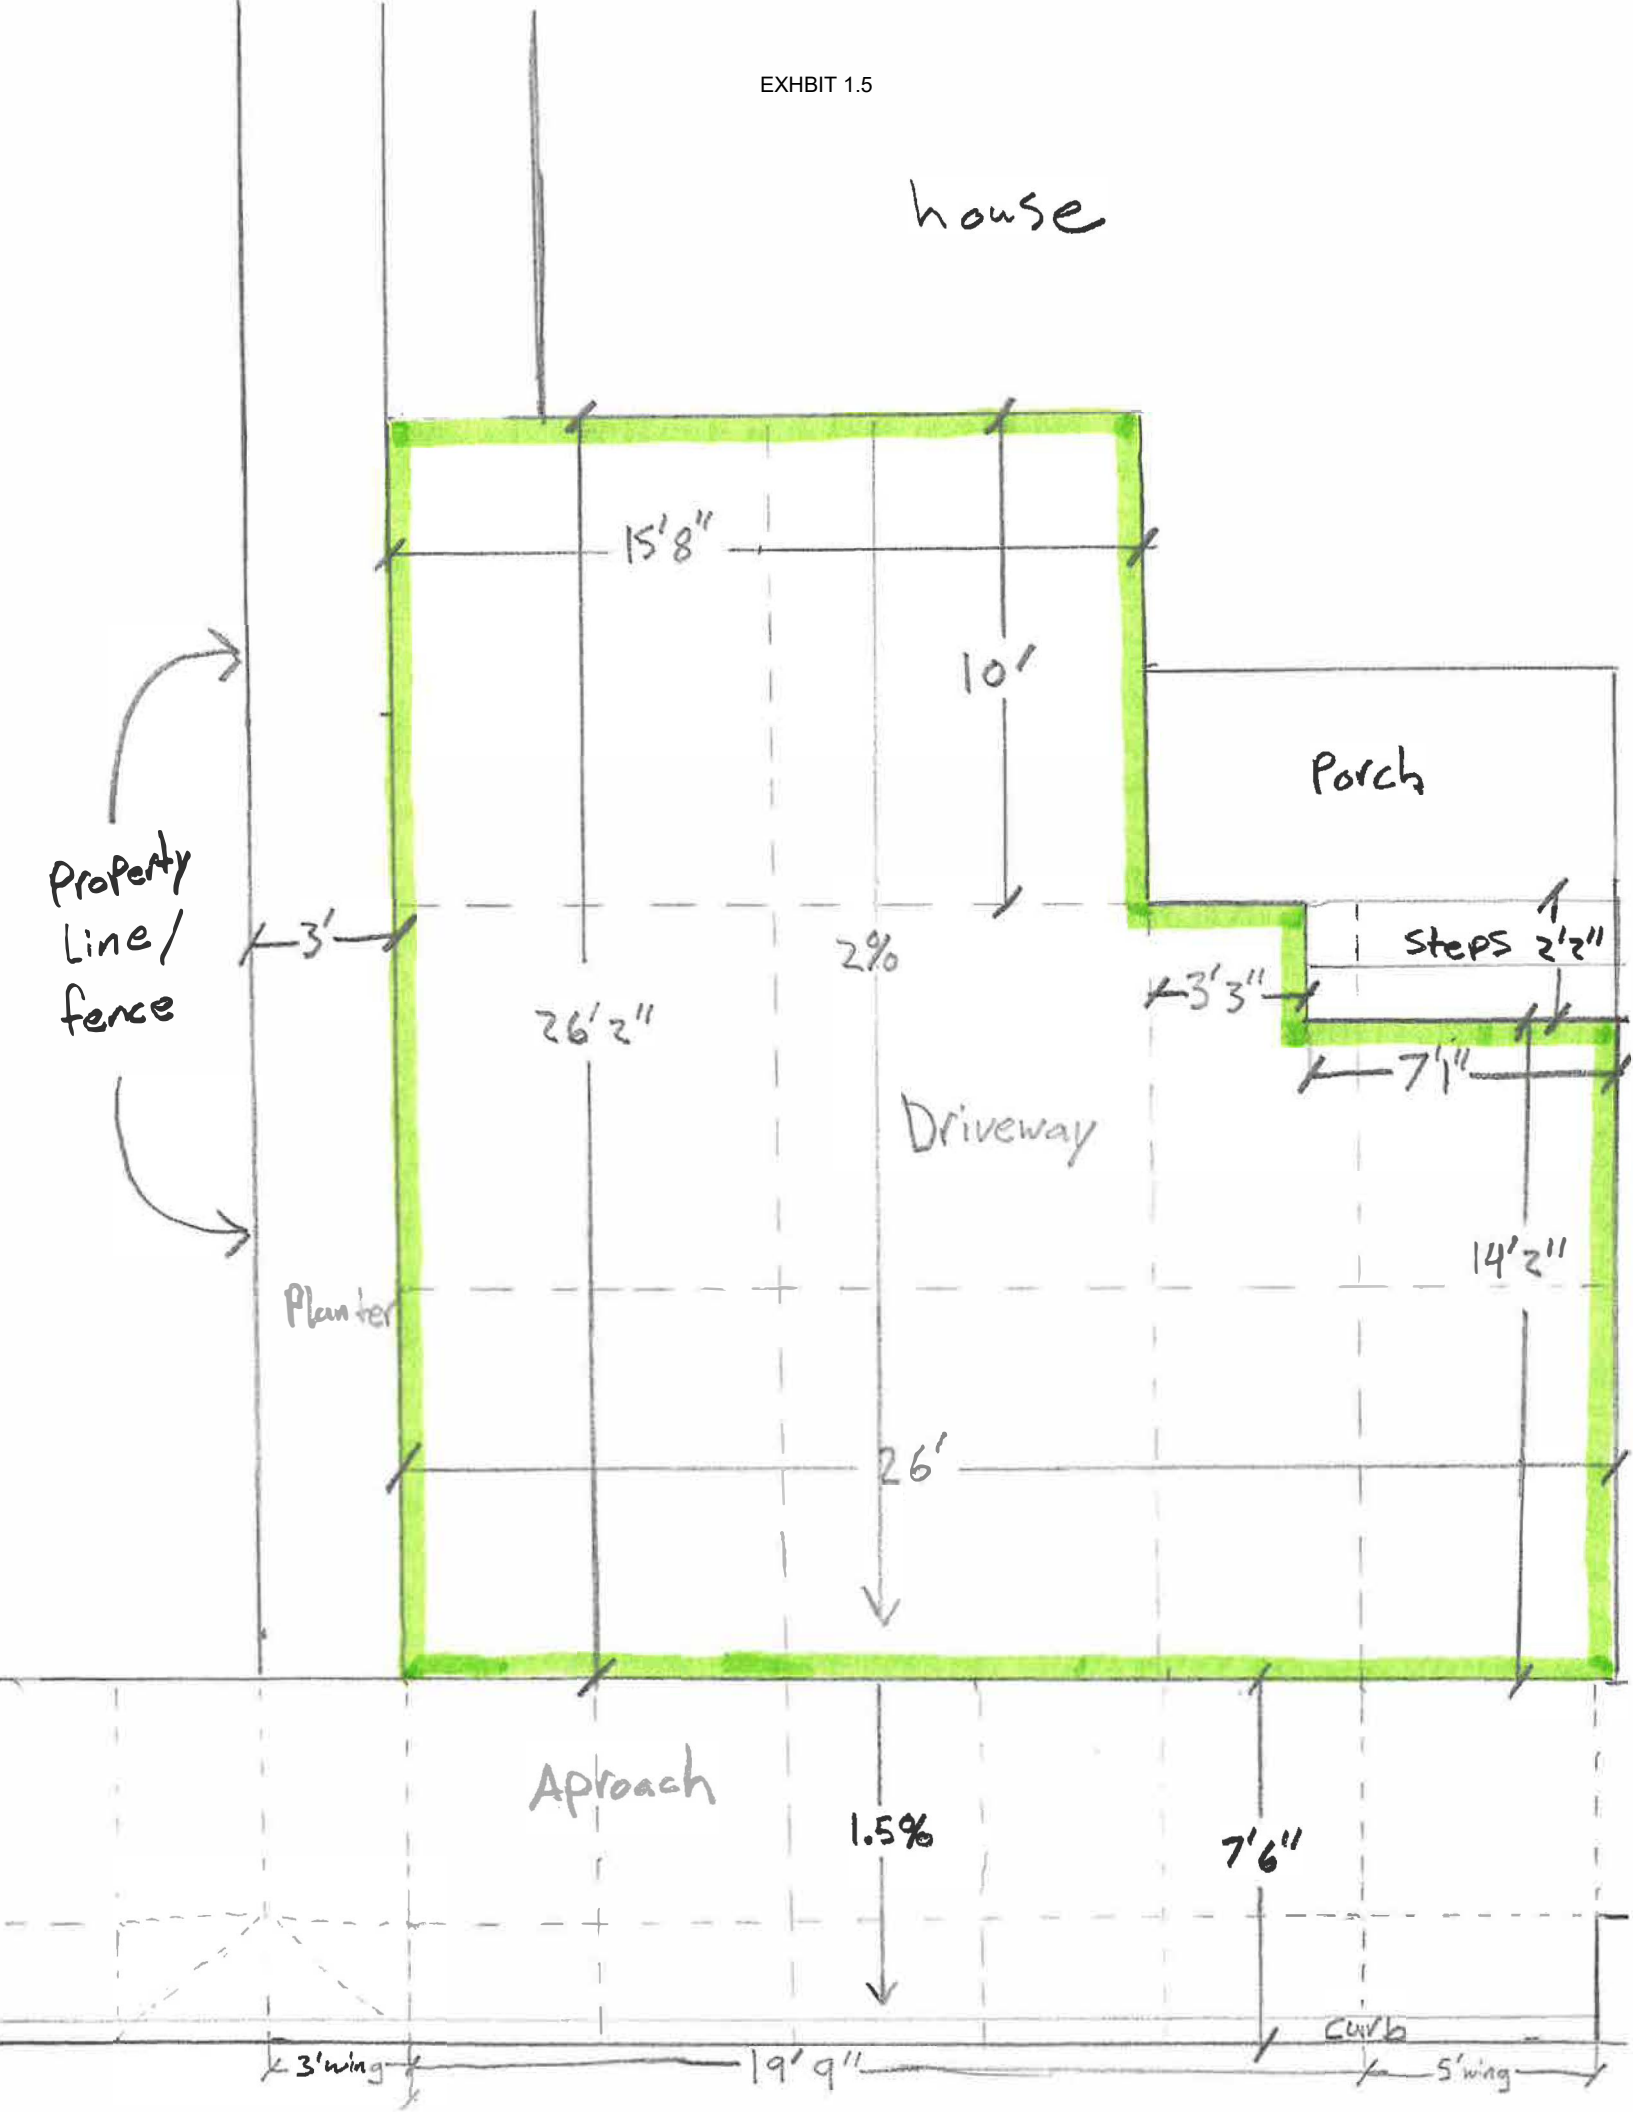 EXHBIT 1.5
house
15'8"
10'
Porch
Property
Line/
fence
3'
2%
Steps 2'2"
3'3"
26'2"
7'1"
Driveway
14'2"
Planter
26'
Aproach
1.5%
7'6"
curb
3'wing
19'9"
5'wing